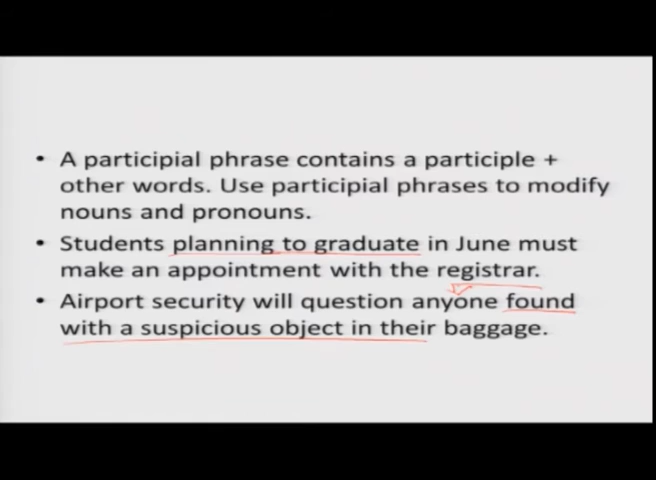 • A participial phrase contains a participle +
other words. Use participial phrases to modify
nouns and pronouns.
• Students planning to graduate in June must
make an appointment with the registrar.
• Airport security will question anyone found
with a suspicious object in their baggage.